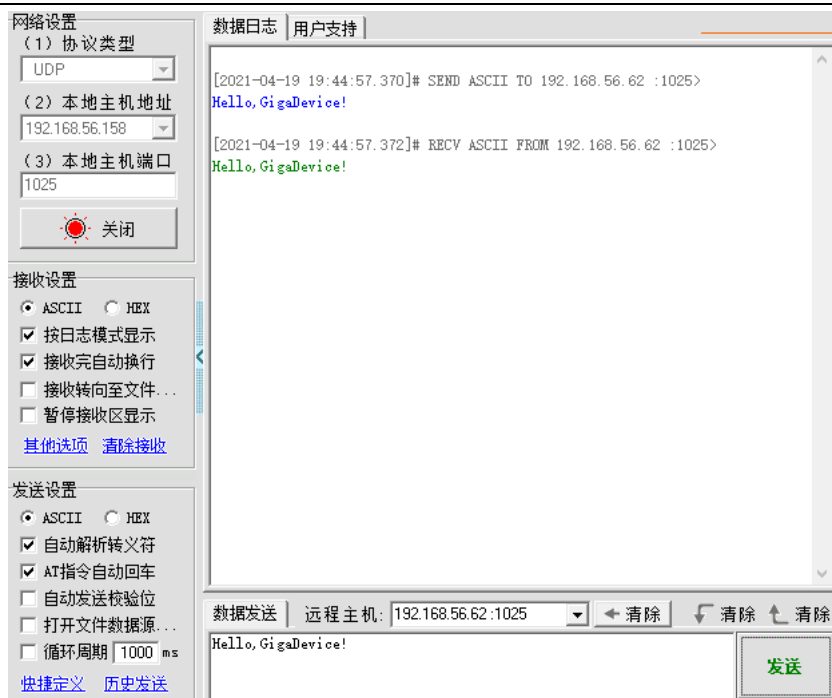 网络设置
（1）协议类型
UDP
（2）本地主机地址
192.168.56.158
（3）本地主机端口
1025
关闭
接收设置
ASCII HEX
按日志模式显示
接收完自动换行
接收转向至文件...
暂停接收区显示
其他选项 清除接收
发送设置
ASCII HEX
自动解析转义符
AT指令自动回车
自动发送校验位
打开文件数据源...
循环周期 1000 ms
快捷定义 历史发送
数据日志 用户支持
[2021-04-19 19:44:57.370]# SEND ASCII TO 192.168.56.62 :1025>
Hello,GigaDevice!
[2021-04-19 19:44:57.372]# RECV ASCII FROM 192.168.56.62 :1025>
Hello,GigaDevice!
数据发送 远程主机: 192.168.56.62:1025 清除 清除 清除
Hello,GigaDevice!
发送